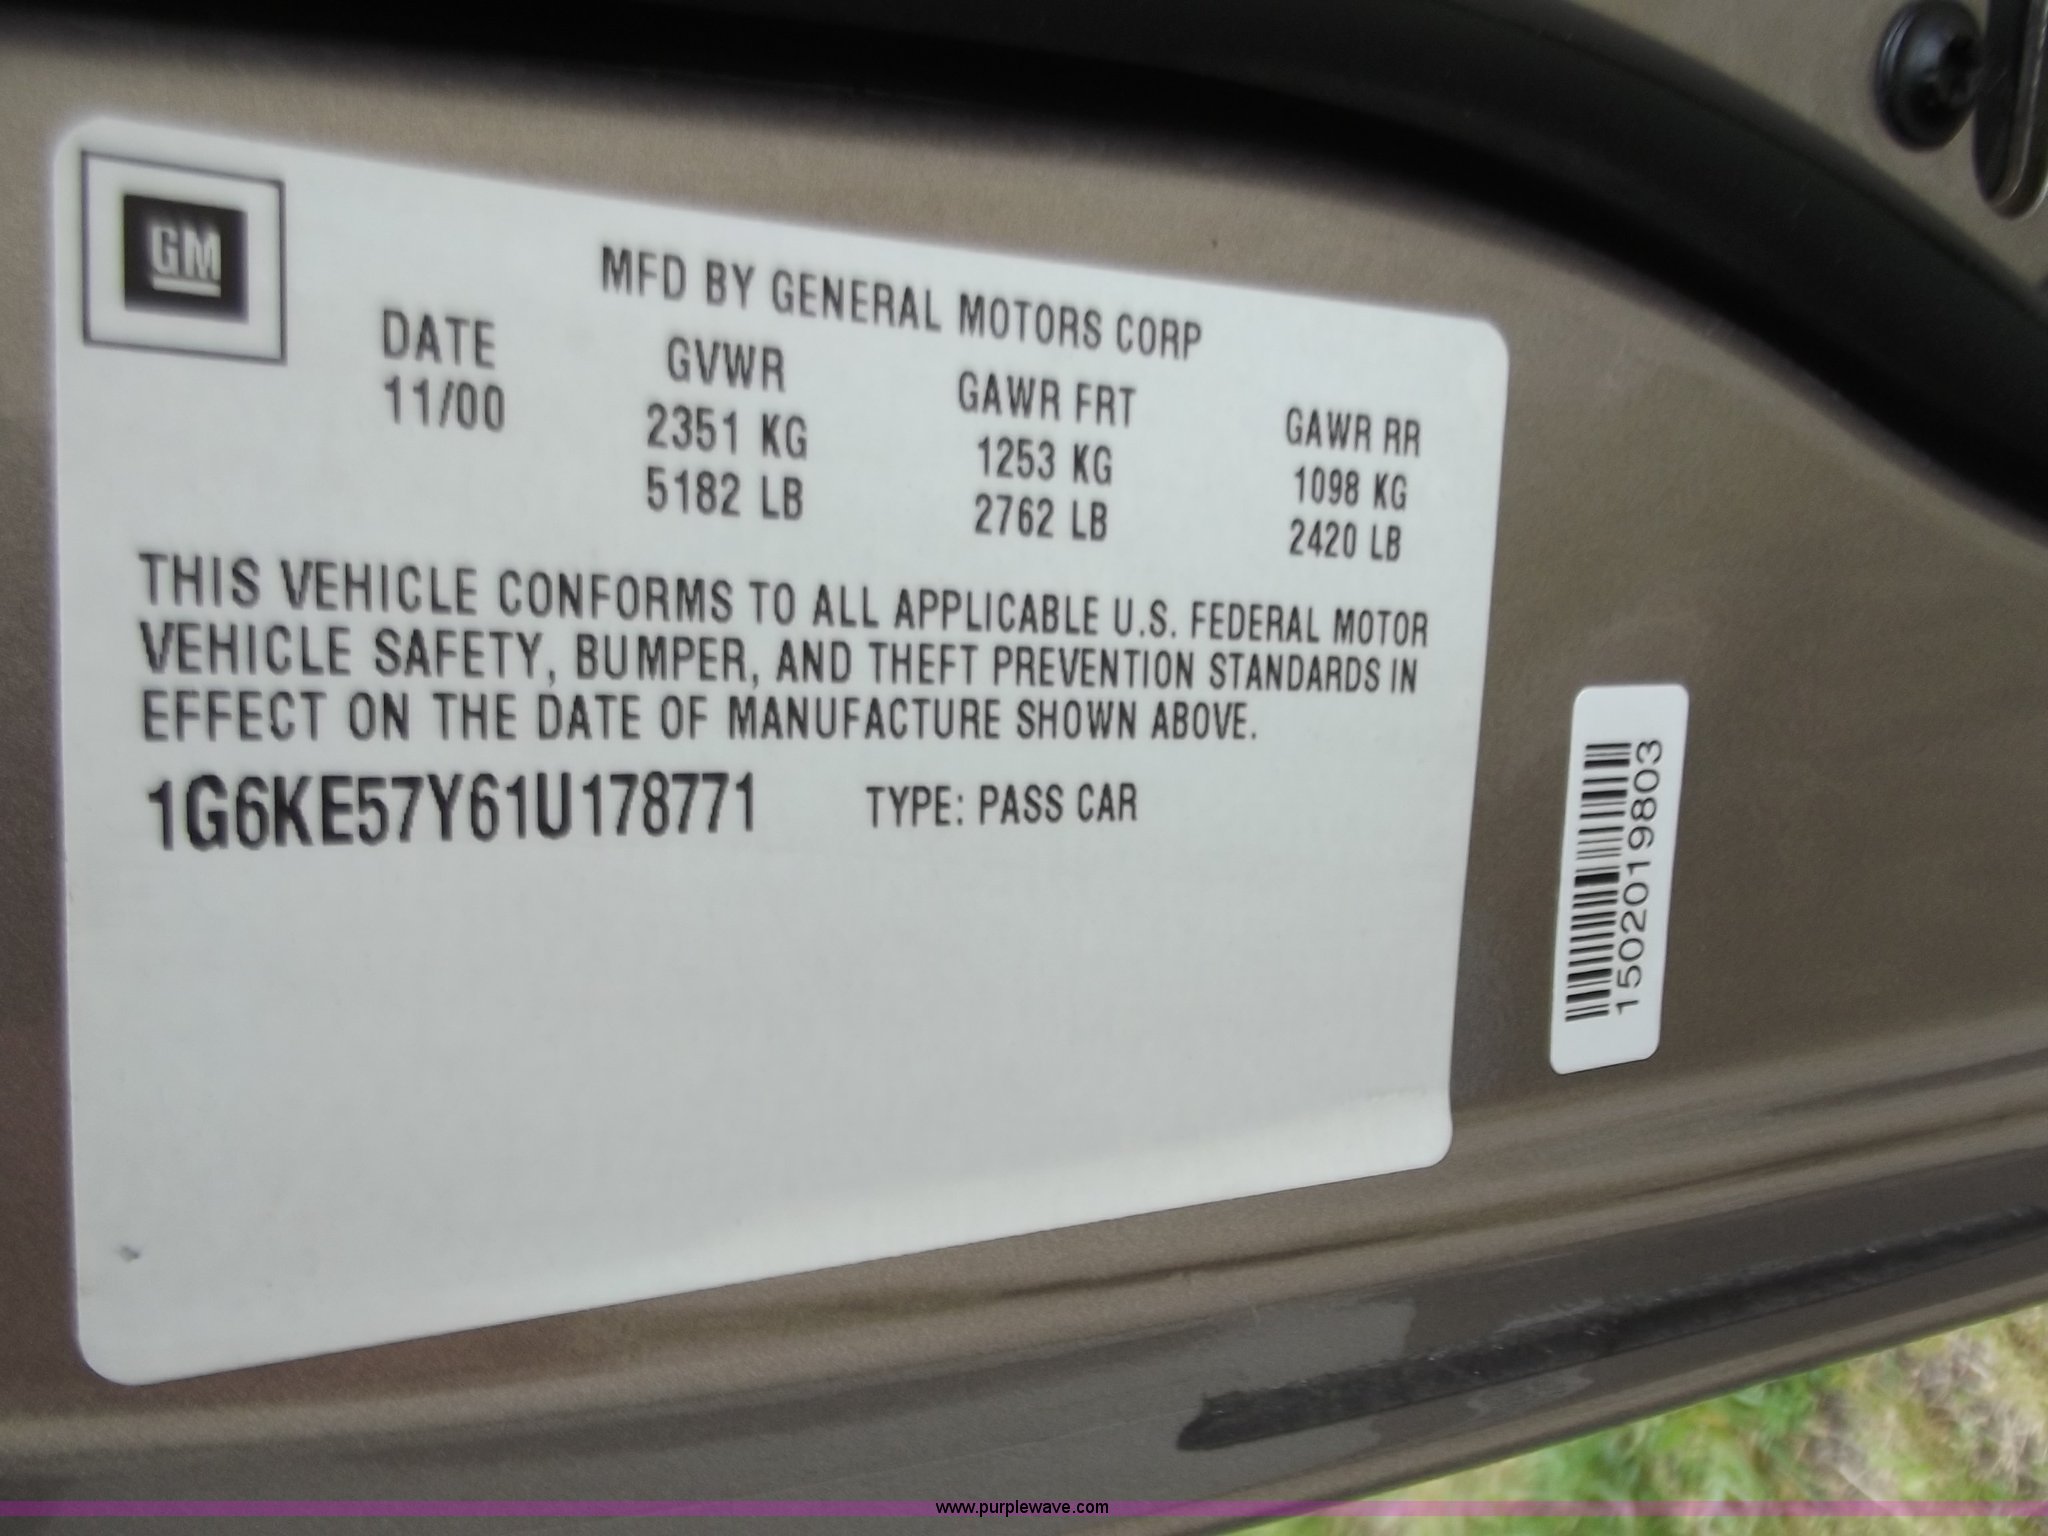 GM
MFD BY GENERAL MOTORS CORP
DATE GVWR GAWR FRT GAWR RR
11/00 2351 KG 1253 KG 1098 KG
5182 LB 2762 LB 2420 LB
THIS VEHICLE CONFORMS TO ALL APPLICABLE U.S. FEDERAL MOTOR
VEHICLE SAFETY, BUMPER, AND THEFT PREVENTION STANDARDS IN
EFFECT ON THE DATE OF MANUFACTURE SHOWN ABOVE.
1G6KE57Y61U178771 TYPE: PASS CAR
1502019803
www.purplewave.com